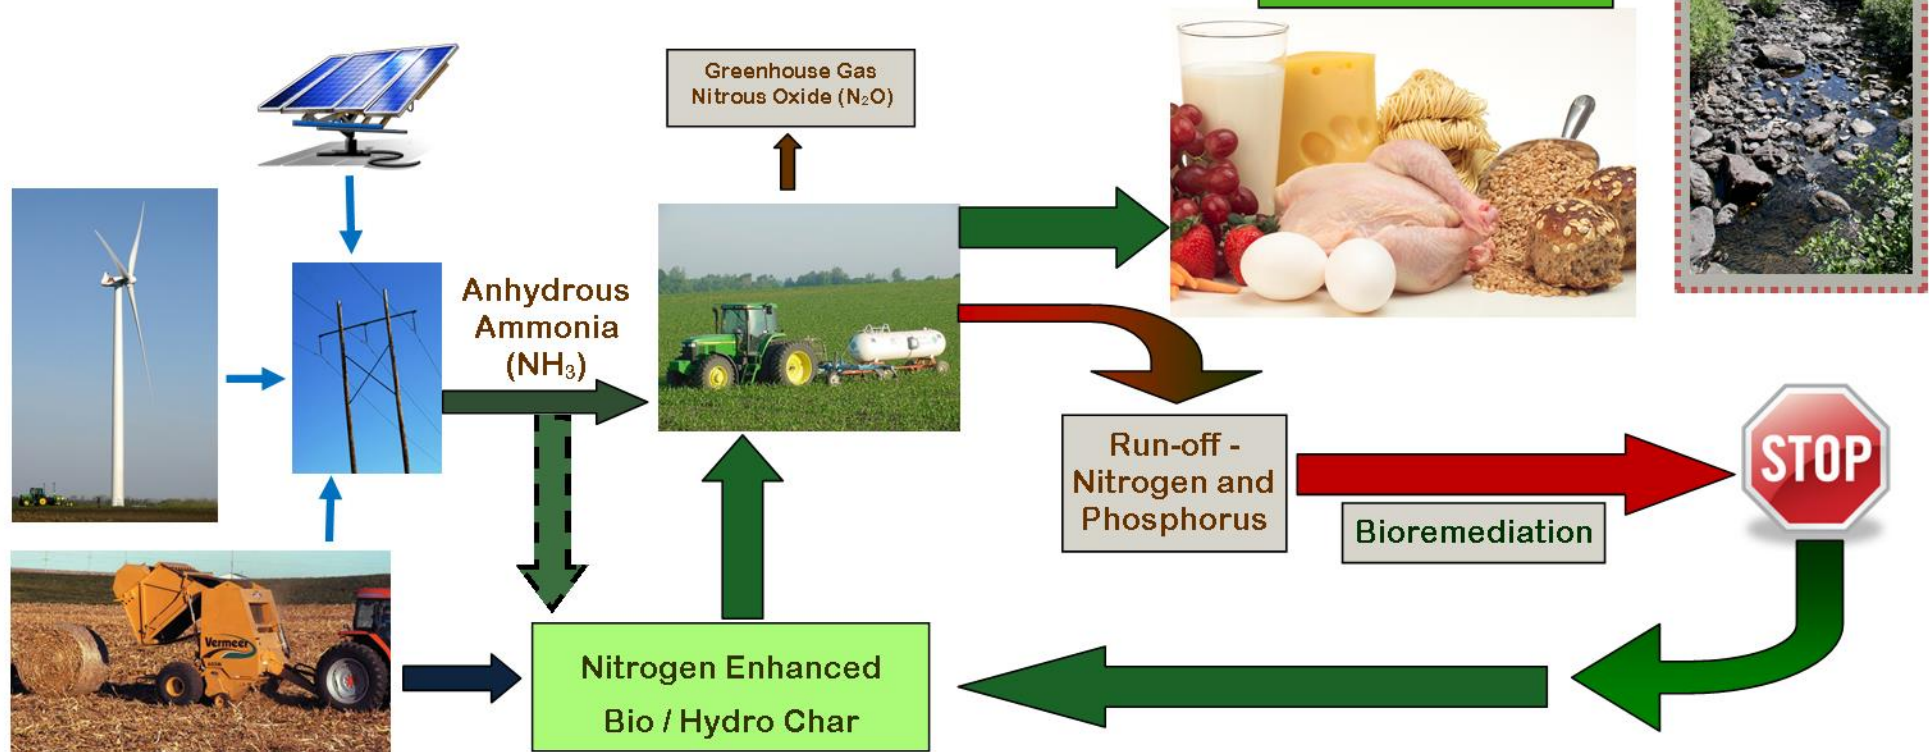 Greenhouse Gas
Nitrous Oxide (N₂O)
Anhydrous
Ammonia
(NH₃)
Run-off -
Nitrogen and
Phosphorus
STOP
Bioremediation
Vermeer
Nitrogen Enhanced
Bio / Hydro Char